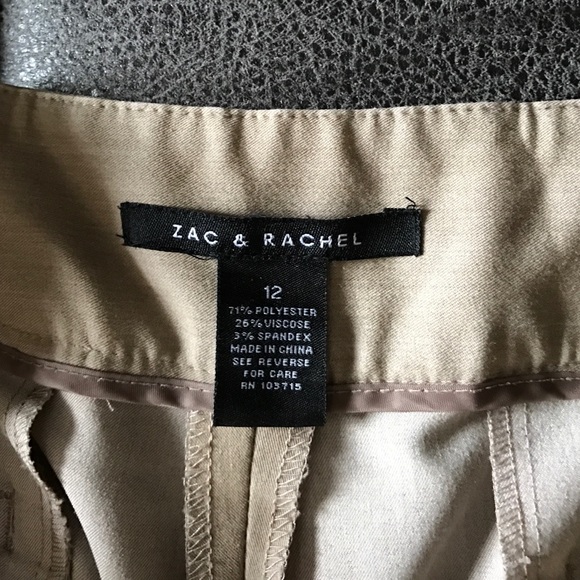 ZAC & RACHEL
12
71% POLYESTER
26% VISCOSE
3% SPANDEX
MADE IN CHINA
SEE REVERSE
FOR CARE
RN 103715